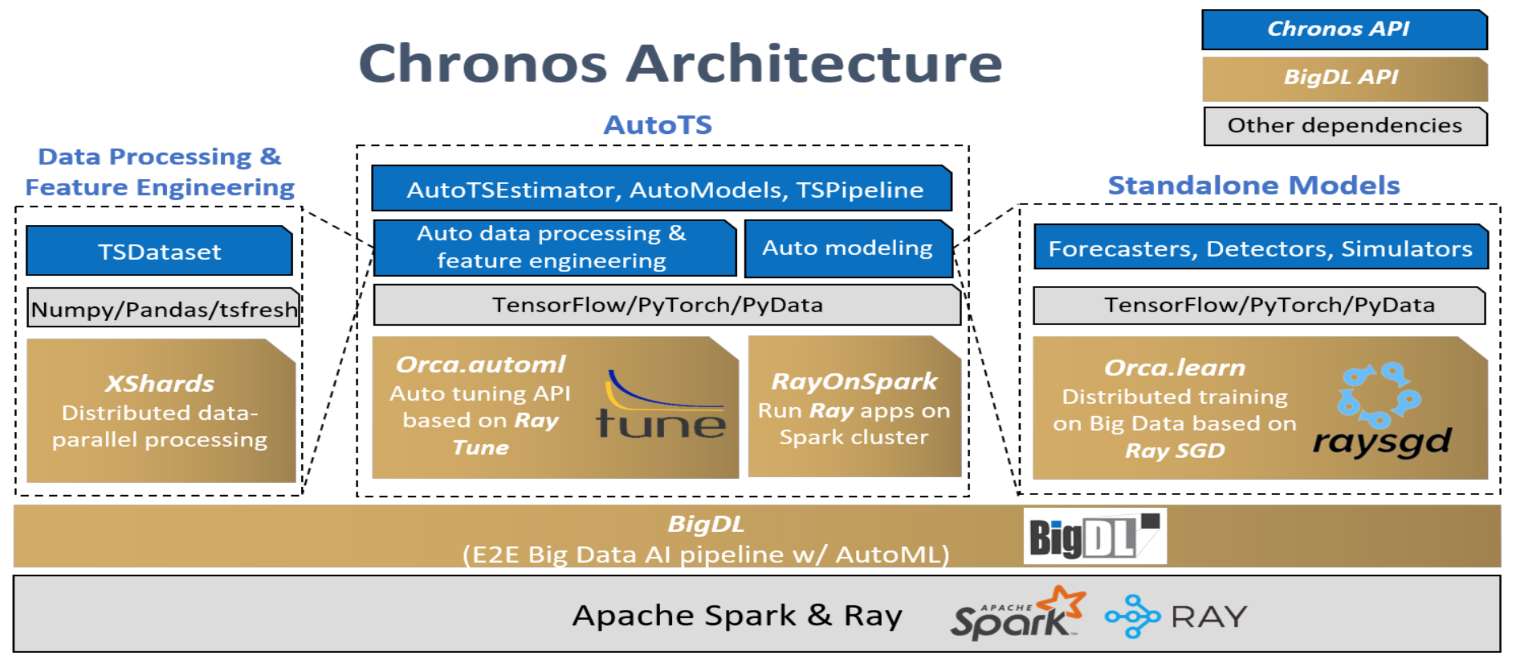 Chronos Architecture
Chronos API
BigDL API
Other dependencies
Data Processing &
Feature Engineering
TSDataset
Numpy/Pandas/tsfresh
XShards
Distributed data-
parallel processing
AutoTS
AutoTSEstimator, AutoModels, TSPipeline
Auto data processing &
feature engineering
Auto modeling
TensorFlow/PyTorch/PyData
Orca.automl
Auto tuning API
based on Ray
Tune
tune
RayOnSpark
Run Ray apps on
Spark cluster
Standalone Models
Forecasters, Detectors, Simulators
TensorFlow/PyTorch/PyData
Orca.learn
Distributed training
on Big Data based on
Ray SGD
raysgd
BigDL
(E2E Big Data AI pipeline w/ AutoML)
BigDL
Apache Spark & Ray
APACHE
Spark
RAY